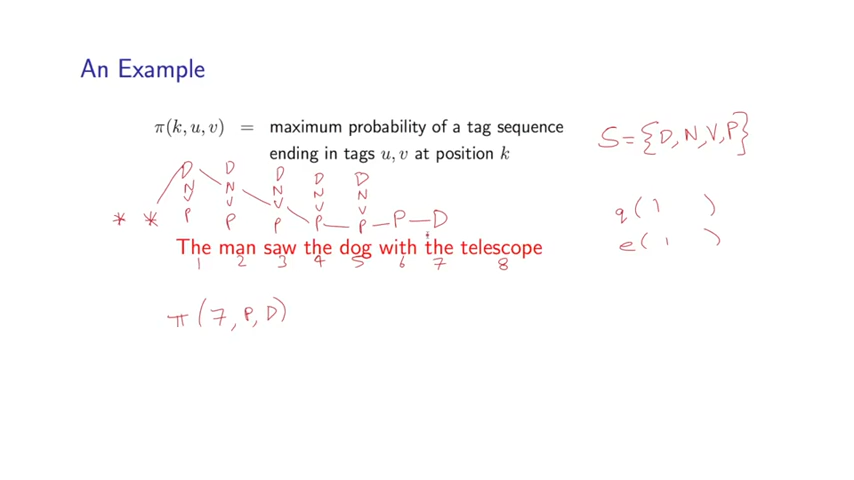 An Example
π(k, u, v) = maximum probability of a tag sequence
ending in tags u, v at position k
S = {D, N, V, P}
D D D D D
N N N N N
V V V V V
* * P P P P P P D
q( | )
e( | )
The man saw the dog with the telescope
1 2 3 4 5 6 7 8
π(7, P, D)